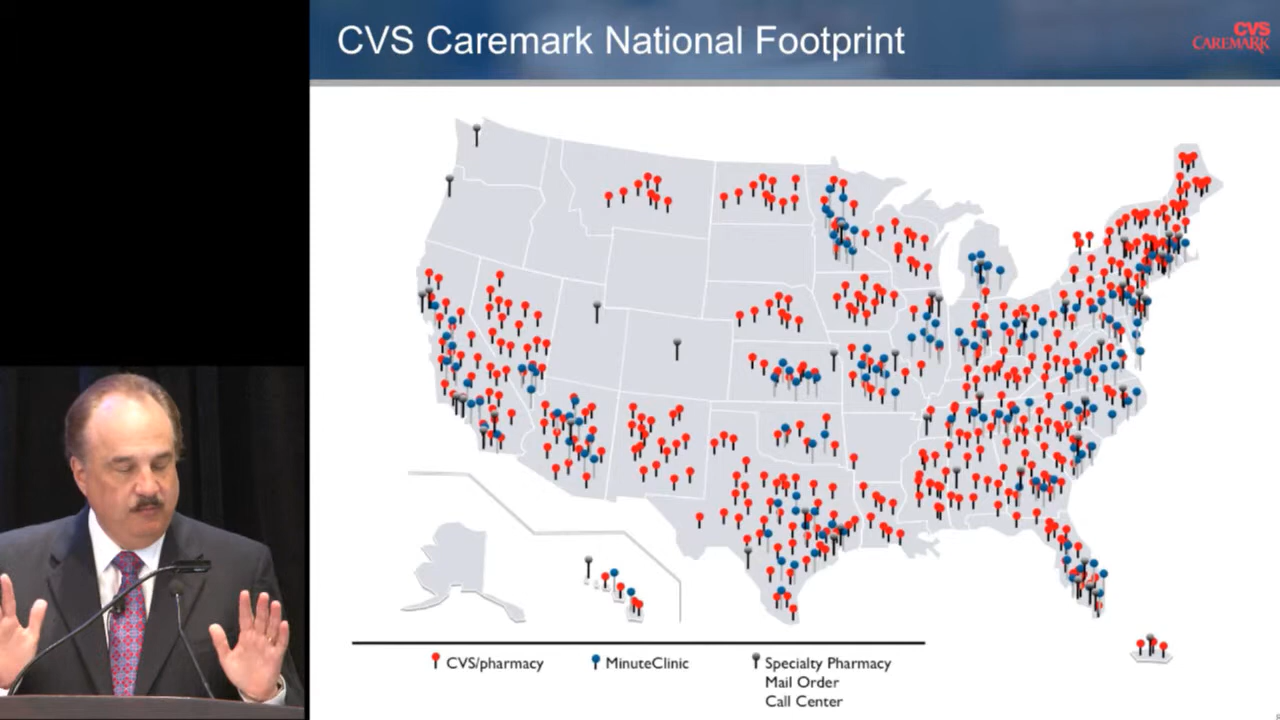 CVS Caremark National Footprint
CVS
CAREMARK
CVS/pharmacy
MinuteClinic
Specialty Pharmacy
Mail Order
Call Center